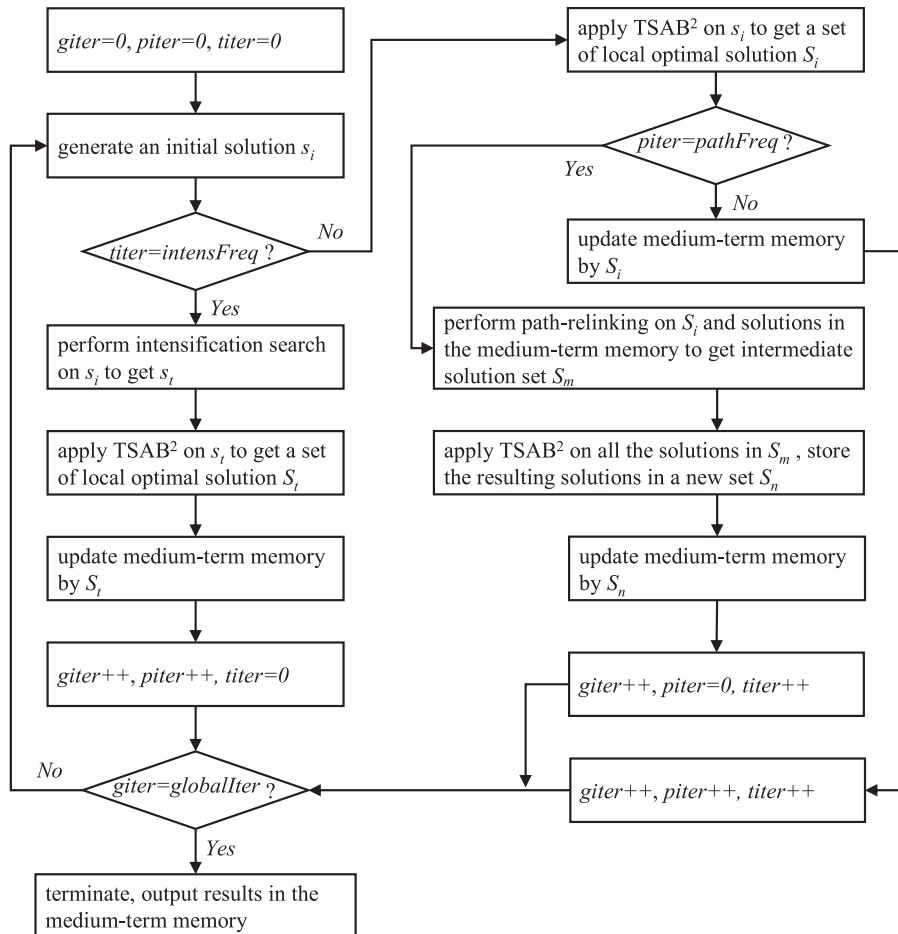 giter=0, piter=0, titer=0
generate an initial solution s_i
titer=intensFreq ?
No
Yes
perform intensification search
on s_i to get s_t
apply TSAB² on s_t to get a set
of local optimal solution S_t
update medium-term memory
by S_t
giter++, piter++, titer=0
No
giter=globalIter ?
Yes
terminate, output results in the
medium-term memory
apply TSAB² on s_i to get a set
of local optimal solution S_i
piter=pathFreq ?
Yes
No
update medium-term memory
by S_i
perform path-relinking on S_i and solutions in
the medium-term memory to get intermediate
solution set S_m
apply TSAB² on all the solutions in S_m , store
the resulting solutions in a new set S_n
update medium-term memory
by S_n
giter++, piter=0, titer++
giter++, piter++, titer++